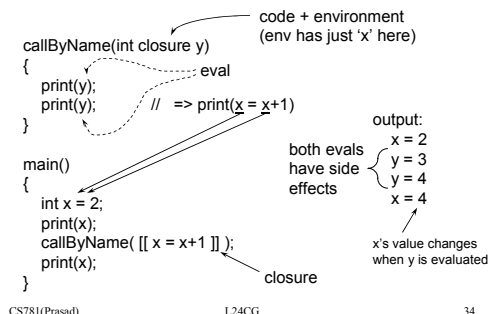 code + environment
(env has just 'x' here)
callByName(int closure y)
{
eval
print(y);
print(y); // => print(x = x+1)
}
main()
{
int x = 2;
print(x);
callByName( [[ x = x+1 ]] );
print(x);
}
closure
both evals
have side
effects
output:
x = 2
y = 3
y = 4
x = 4
x's value changes
when y is evaluated
CS781(Prasad) L24CG 34